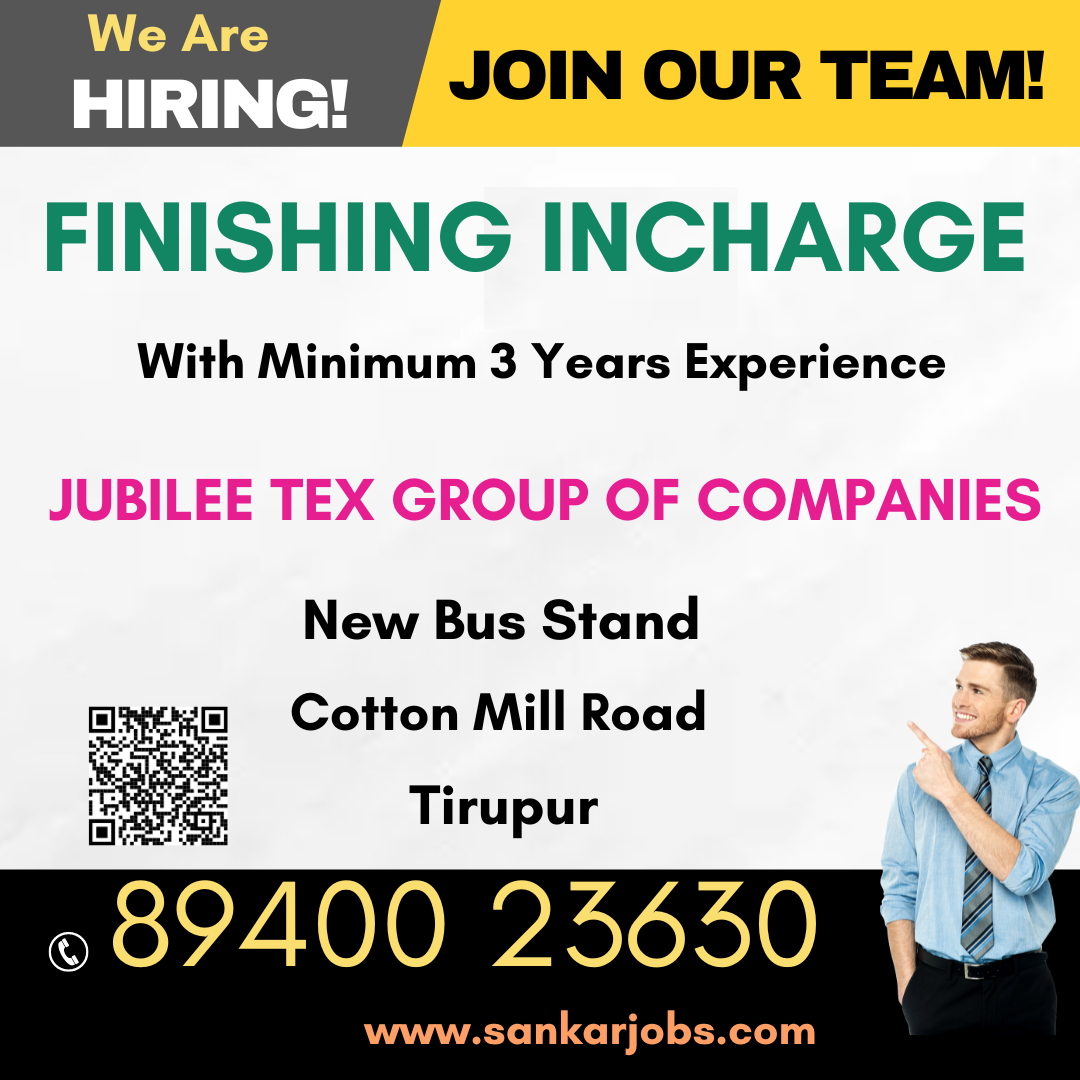 We Are
HIRING!
JOIN OUR TEAM!
FINISHING INCHARGE
With Minimum 3 Years Experience
JUBILEE TEX GROUP OF COMPANIES
New Bus Stand
Cotton Mill Road
Tirupur
89400 23630
www.sankarjobs.com